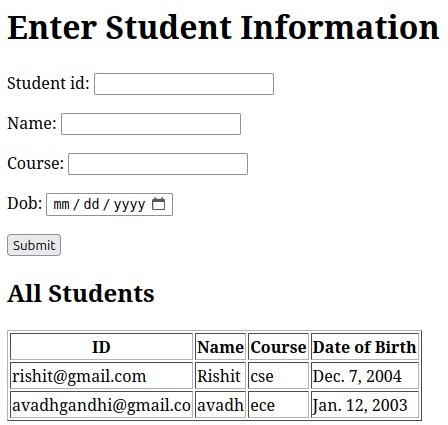 Enter Student Information
Student id:
Name:
Course:
Dob: mm / dd / yyyy
Submit
All Students
ID Name Course Date of Birth
rishit@gmail.com Rishit cse Dec. 7, 2004
avadhgandhi@gmail.co avadh ece Jan. 12, 2003